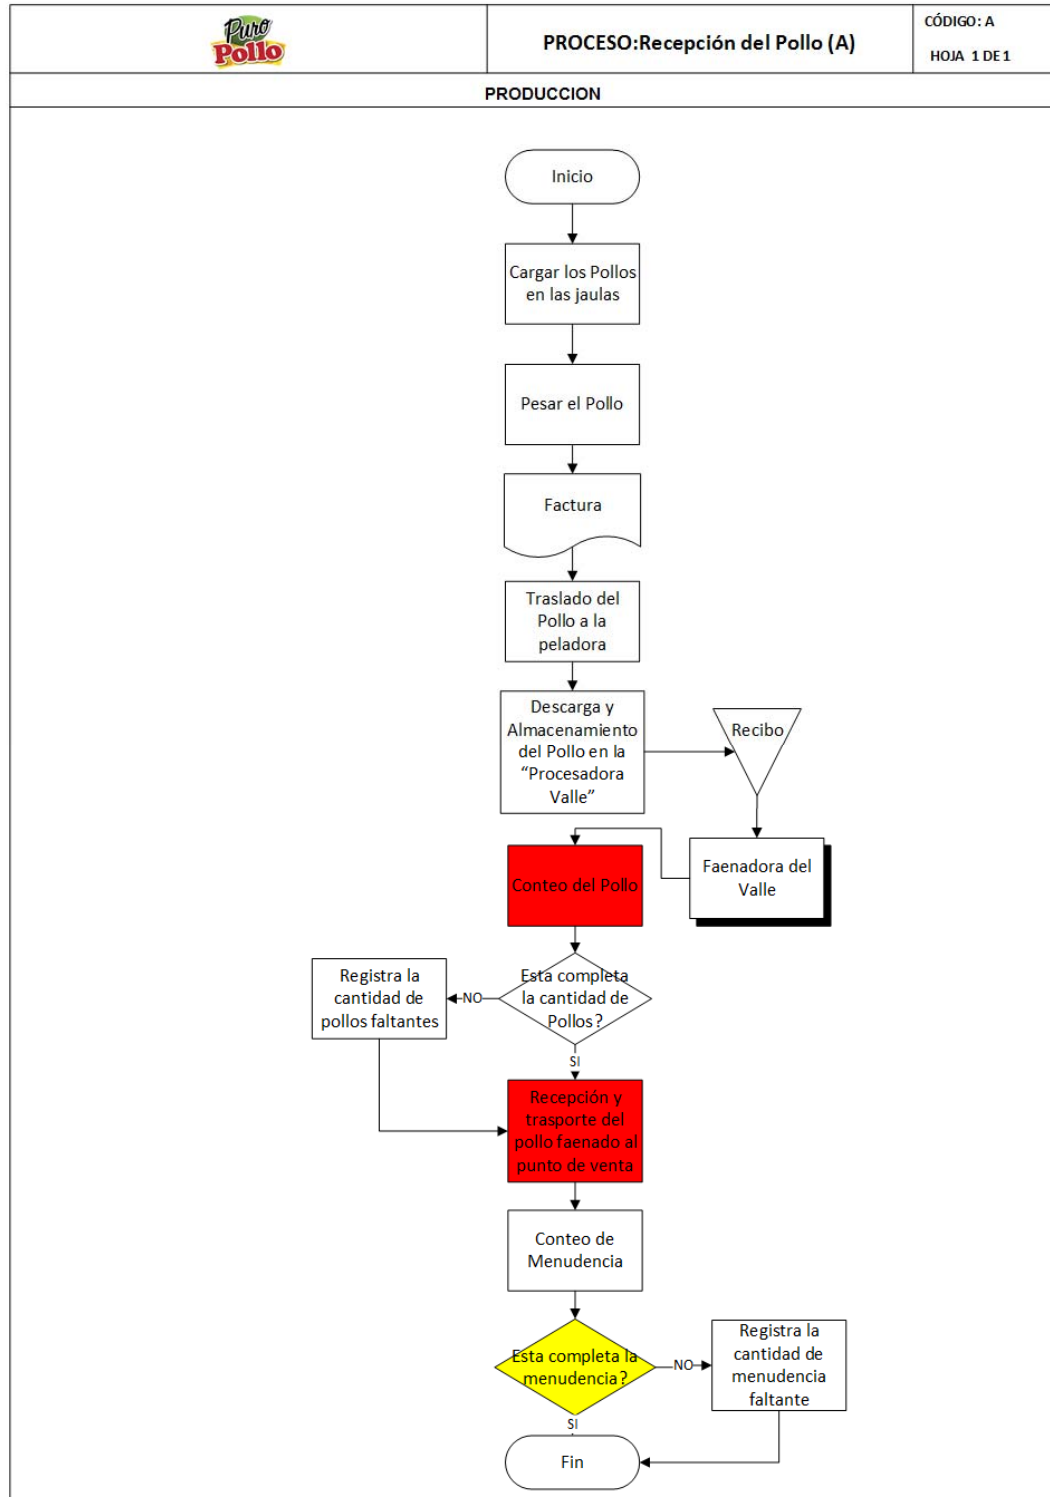 Puro
Pollo
PROCESO:Recepción del Pollo (A)
CÓDIGO: A
HOJA 1 DE 1
PRODUCCION
Inicio
Cargar los Pollos
en las jaulas
Pesar el Pollo
Factura
Traslado del
Pollo a la
peladora
Descarga y
Almacenamiento
del Pollo en la
“Procesadora
Valle”
Recibo
Faenadora del
Valle
Conteo del Pollo
Esta completa
la cantidad de
Pollos?
NO
Registra la
cantidad de
pollos faltantes
SI
Recepción y
trasporte del
pollo faenado al
punto de venta
Conteo de
Menudencia
Esta completa la
menudencia?
NO
Registra la
cantidad de
menudencia
faltante
SI
Fin